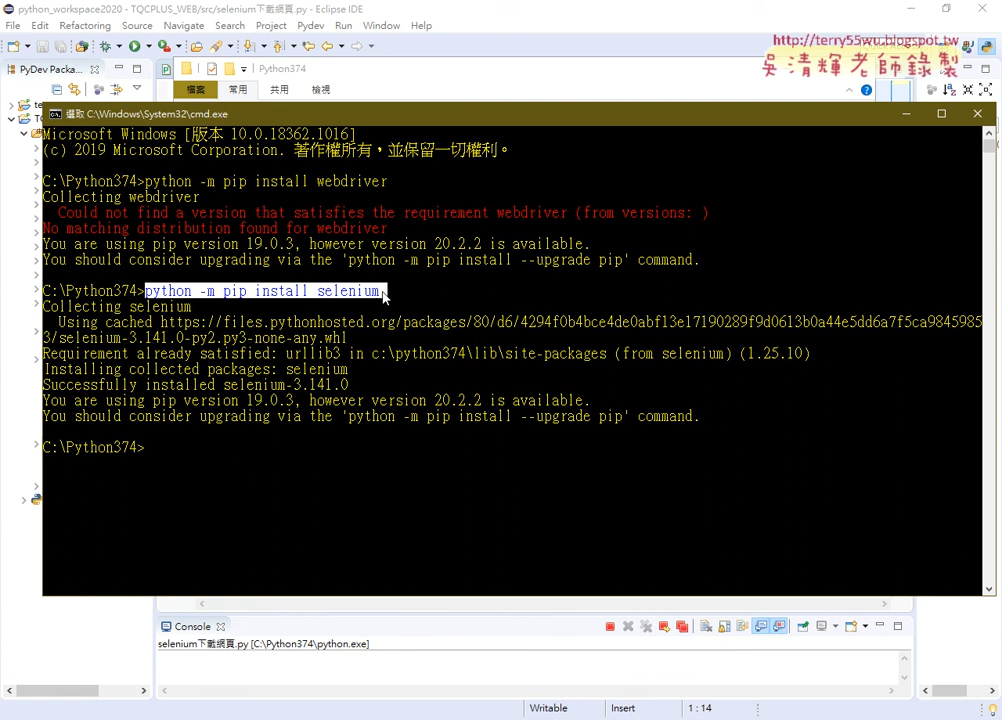 python_workspace2020 - TQCPLUS_WEB/src/selenium下載網頁.py - Eclipse IDE
File Edit Refactoring Source Navigate Search Project Pydev Run Window Help
http://terry55wu.blogspot.tw
吳清輝老師錄製
PyDev Packa...
Python374
檔案 常用 共用 檢視
選取 C:\Windows\System32\cmd.exe
Microsoft Windows [版本 10.0.18362.1016]
(c) 2019 Microsoft Corporation. 著作權所有，並保留一切權利。
C:\Python374>python -m pip install webdriver
Collecting webdriver
Could not find a version that satisfies the requirement webdriver (from versions: )
No matching distribution found for webdriver
You are using pip version 19.0.3, however version 20.2.2 is available.
You should consider upgrading via the 'python -m pip install --upgrade pip' command.
C:\Python374>python -m pip install selenium
Collecting selenium
Using cached https://files.pythonhosted.org/packages/80/d6/4294f0b4bce4de0abf13e17190289f9d0613b0a44e5dd6a7f5ca9845985
3/selenium-3.141.0-py2.py3-none-any.whl
Requirement already satisfied: urllib3 in c:\python374\lib\site-packages (from selenium) (1.25.10)
Installing collected packages: selenium
Successfully installed selenium-3.141.0
You are using pip version 19.0.3, however version 20.2.2 is available.
You should consider upgrading via the 'python -m pip install --upgrade pip' command.
C:\Python374>
Console
selenium下載網頁.py [C:\Python374\python.exe]
Writable Insert 1 : 14